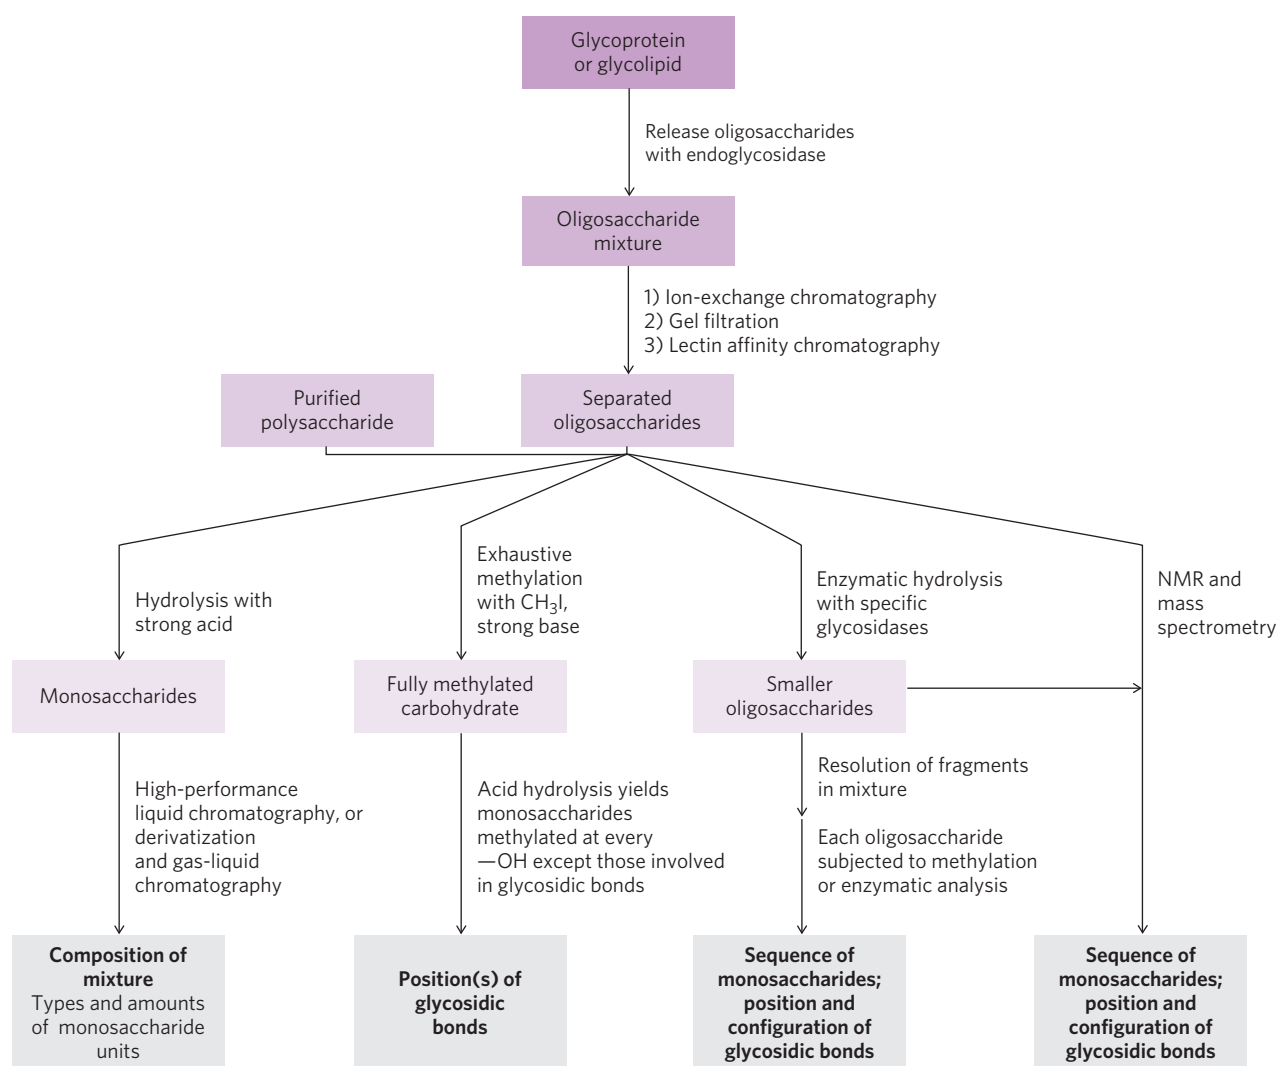 Glycoprotein
or glycolipid
Release oligosaccharides
with endoglycosidase
Oligosaccharide
mixture
1) Ion-exchange chromatography
2) Gel filtration
3) Lectin affinity chromatography
Purified
polysaccharide
Separated
oligosaccharides
Hydrolysis with
strong acid
Exhaustive
methylation
with CH₃I,
strong base
Enzymatic hydrolysis
with specific
glycosidases
NMR and
mass
spectrometry
Monosaccharides
Fully methylated
carbohydrate
Smaller
oligosaccharides
High-performance
liquid chromatography, or
derivatization
and gas-liquid
chromatography
Acid hydrolysis yields
monosaccharides
methylated at every
—OH except those involved
in glycosidic bonds
Resolution of fragments
in mixture
Each oligosaccharide
subjected to methylation
or enzymatic analysis
Composition of
mixture
Types and amounts
of monosaccharide
units
Position(s) of
glycosidic
bonds
Sequence of
monosaccharides;
position and
configuration of
glycosidic bonds
Sequence of
monosaccharides;
position and
configuration of
glycosidic bonds